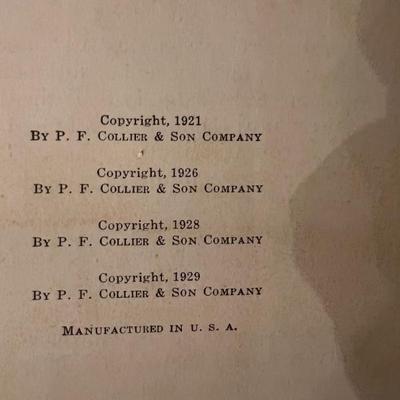 Copyright, 1921
By P. F. Collier & Son Company
Copyright, 1926
By P. F. Collier & Son Company
Copyright, 1928
By P. F. Collier & Son Company
Copyright, 1929
By P. F. Collier & Son Company
Manufactured in U. S. A.